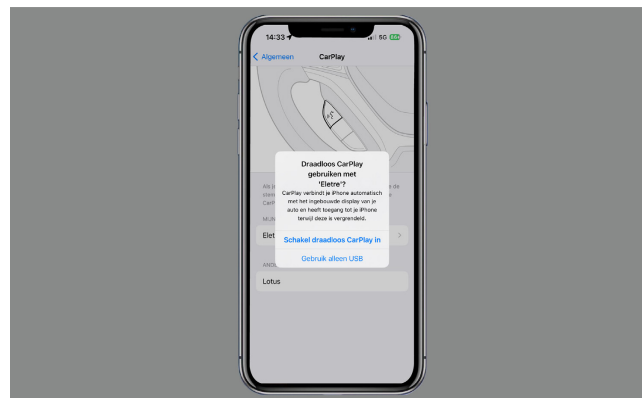 14:33
5G
Algemeen
CarPlay
Draadloos CarPlay
gebruiken met
'Eletre'?
CarPlay verbindt je iPhone automatisch
met het ingebouwde display van je
auto en heeft toegang tot je iPhone
terwijl deze is vergrendeld.
Schakel draadloos CarPlay in
Gebruik alleen USB
Lotus